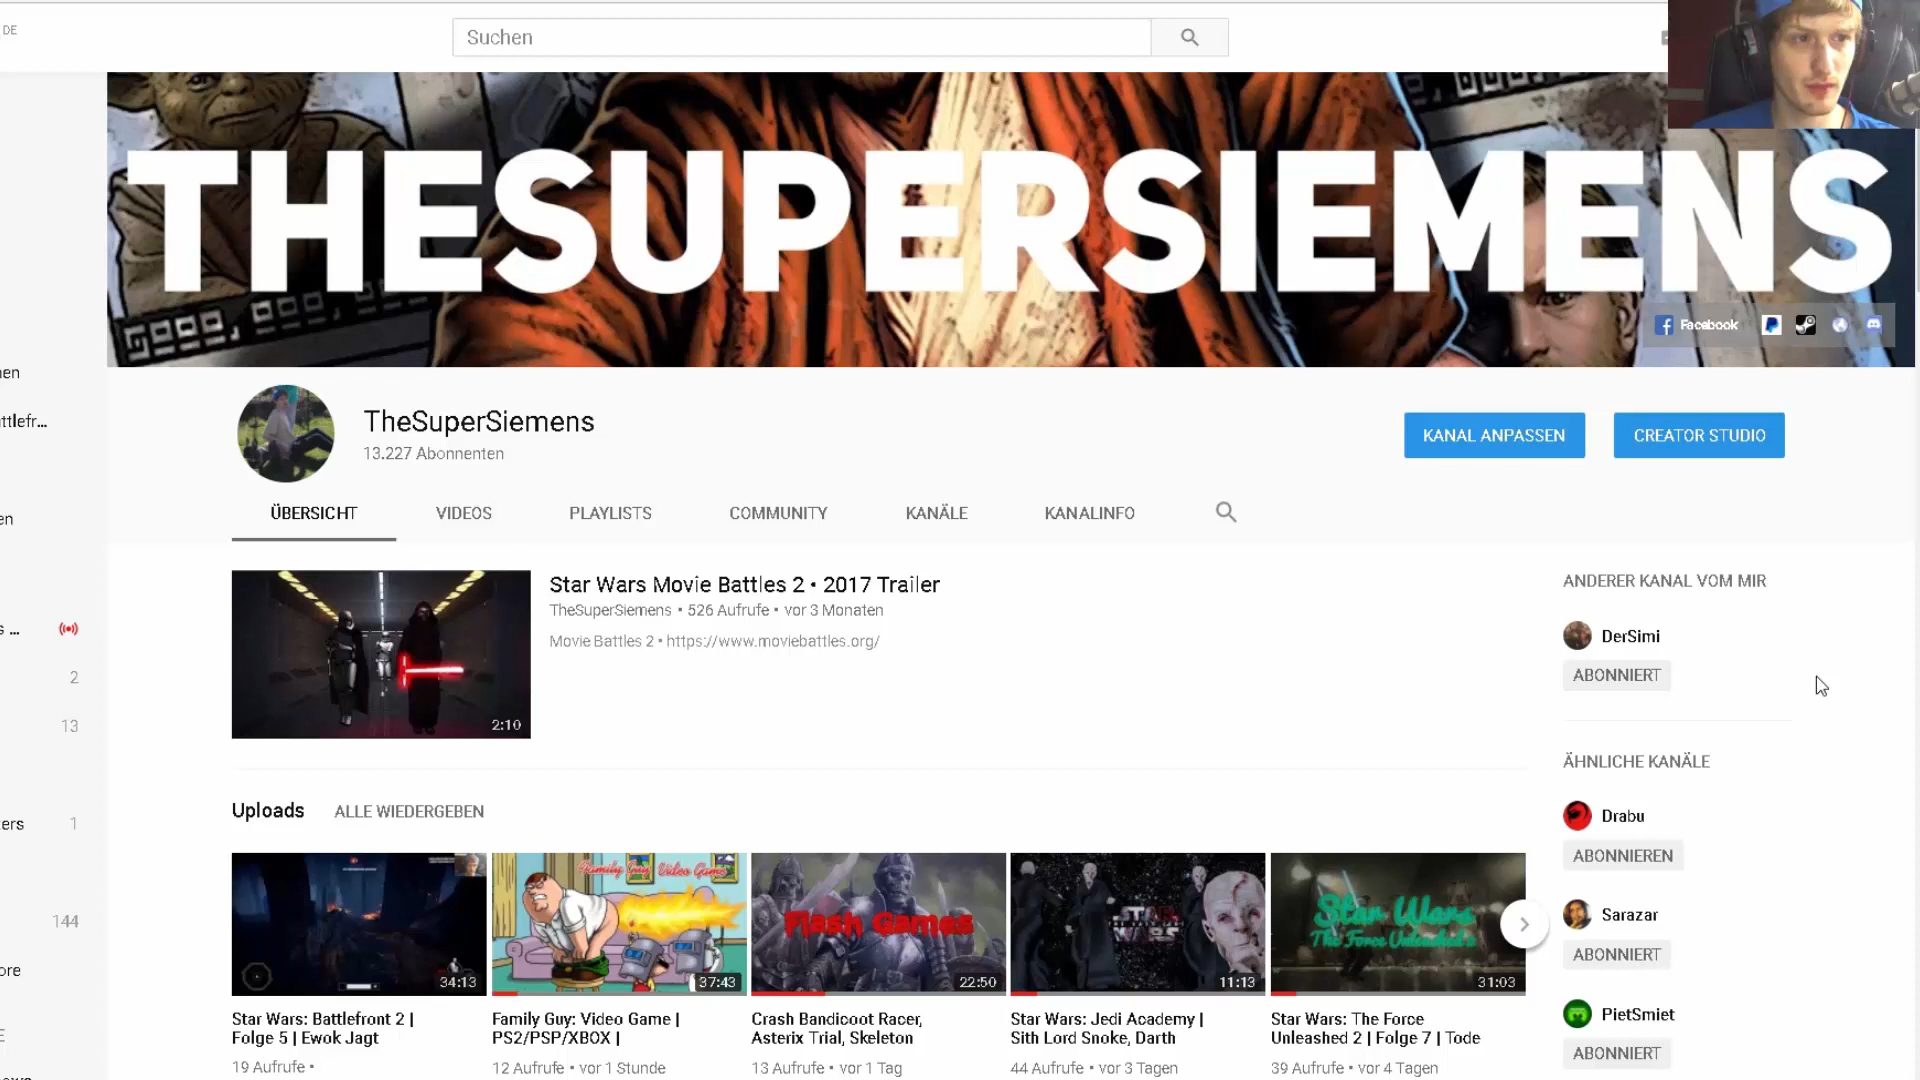 DE
Suchen
THESUPERSIEMENS
Facebook
TheSuperSiemens
13.227 Abonnenten
KANAL ANPASSEN
CREATOR STUDIO
ÜBERSICHT
VIDEOS
PLAYLISTS
COMMUNITY
KANÄLE
KANALINFO
Star Wars Movie Battles 2 • 2017 Trailer
TheSuperSiemens • 526 Aufrufe • vor 3 Monaten
Movie Battles 2 • https://www.moviebattles.org/
2:10
ANDERER KANAL VOM MIR
DerSimi
ABONNIERT
ÄHNLICHE KANÄLE
Drabu
ABONNIEREN
Sarazar
ABONNIERT
PietSmiet
ABONNIERT
Uploads
ALLE WIEDERGEBEN
34:13
Star Wars: Battlefront 2 |
Folge 5 | Ewok Jagt
19 Aufrufe •
Family Guy Video Game
37:43
Family Guy: Video Game |
PS2/PSP/XBOX |
12 Aufrufe • vor 1 Stunde
Flash Games
22:50
Crash Bandicoot Racer,
Asterix Trial, Skeleton
13 Aufrufe • vor 1 Tag
STAR WARS
11:13
Star Wars: Jedi Academy |
Sith Lord Snoke, Darth
44 Aufrufe • vor 3 Tagen
Star Wars
The Force Unleashed 2
31:03
Star Wars: The Force
Unleashed 2 | Folge 7 | Tode
39 Aufrufe • vor 4 Tagen
ttlefr...
en
s ...
2
13
ers
1
144
ore